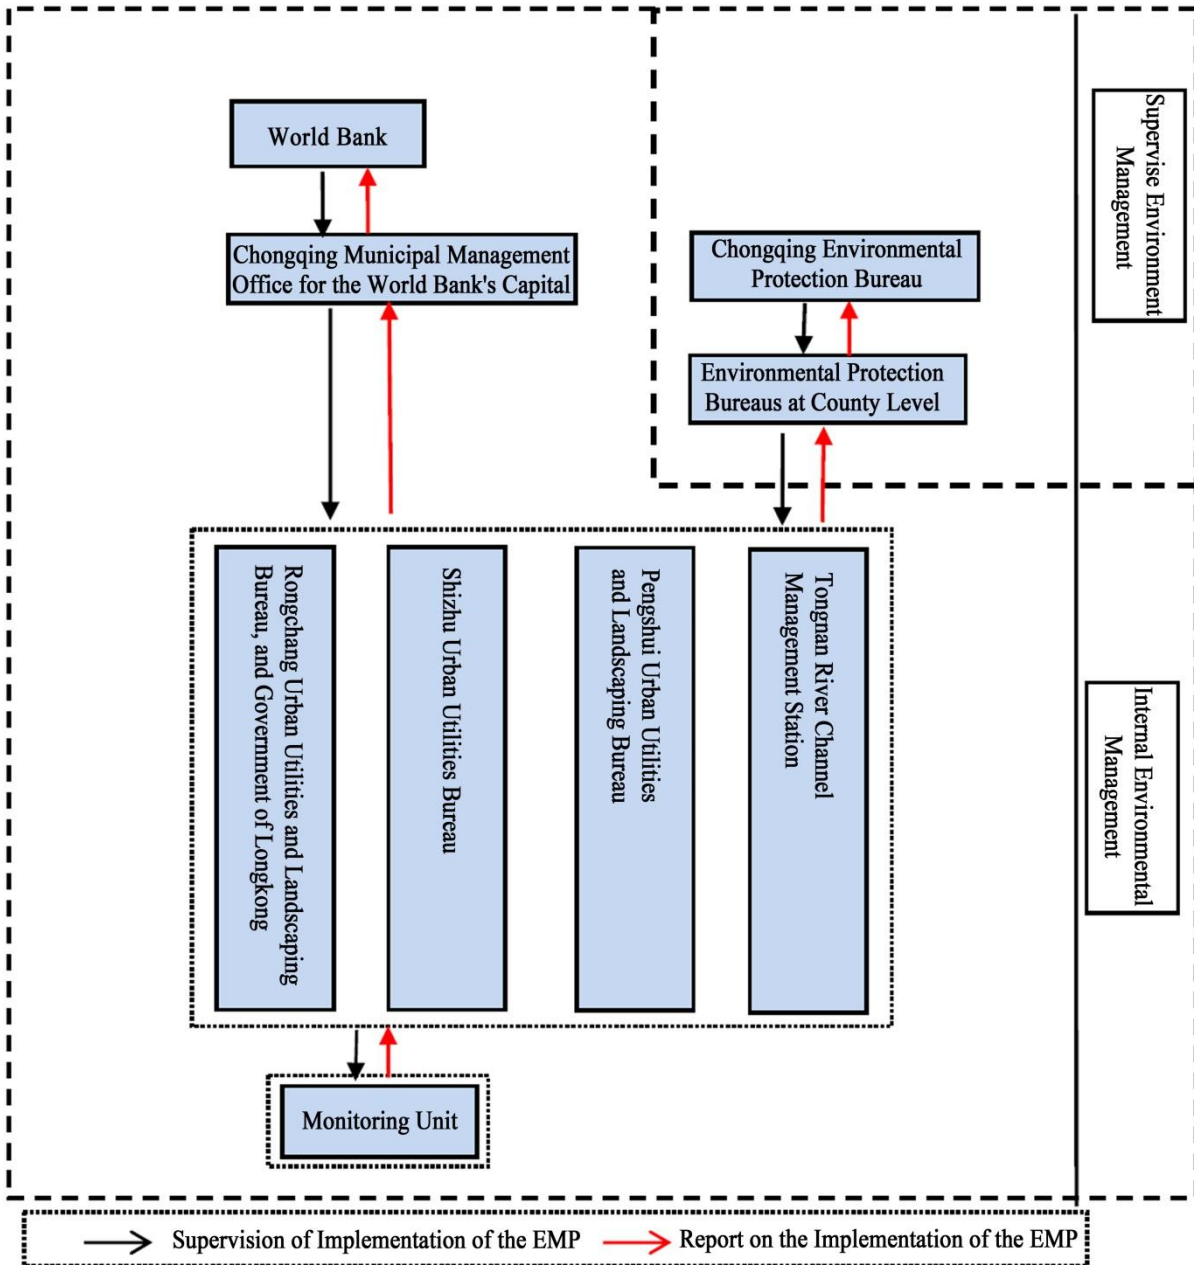 World Bank
Chongqing Municipal Management
Office for the World Bank's Capital
Chongqing Environmental
Protection Bureau
Environmental Protection
Bureaus at County Level
Supervise Environment
Management
Rongchang Urban Utilities and Landscaping
Bureau, and Government of Longkong
Shizhu Urban Utilities Bureau
Pengshui Urban Utilities
and Landscaping Bureau
Tongnan River Channel
Management Station
Internal Environmental
Management
Monitoring Unit
Supervision of Implementation of the EMP
Report on the Implementation of the EMP